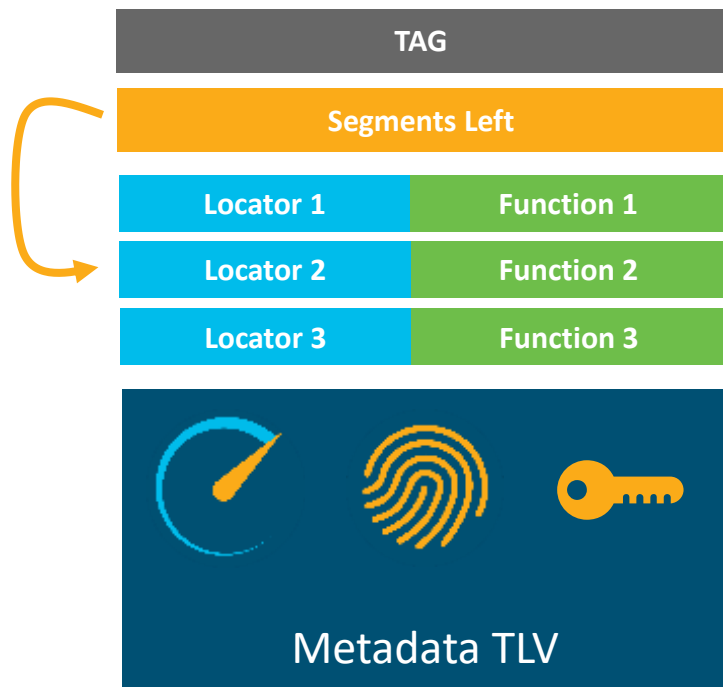 TAG
Segments Left
Locator 1 Function 1
Locator 2 Function 2
Locator 3 Function 3
Metadata TLV